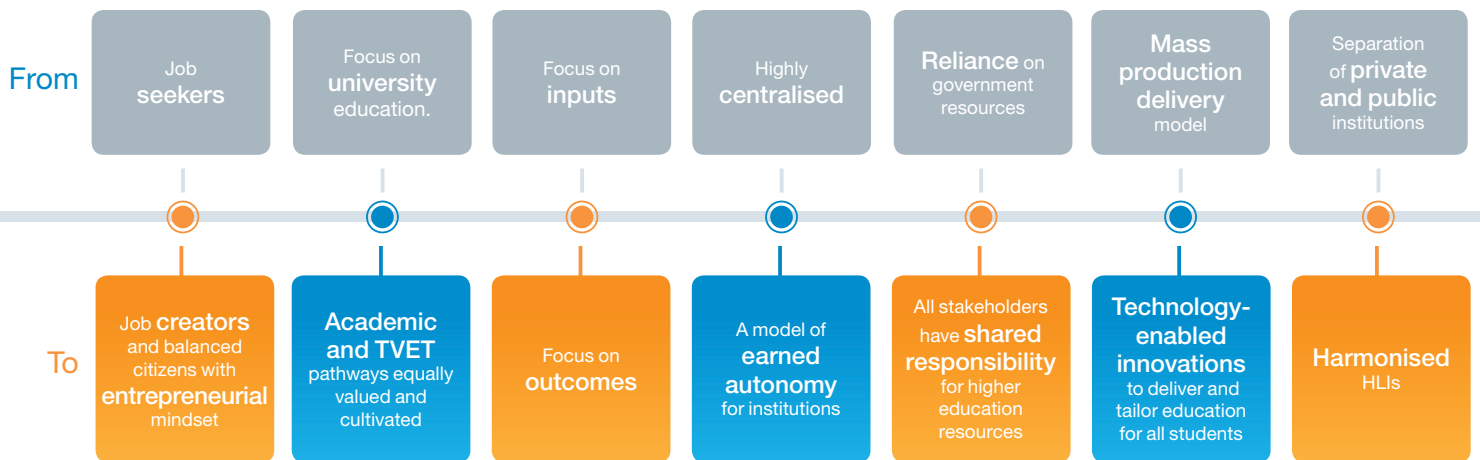 From
Job
seekers
Focus on
university
education.
Focus on
inputs
Highly
centralised
Reliance on
government
resources
Mass
production
delivery
model
Separation
of private
and public
institutions
To
Job creators
and balanced
citizens with
entrepreneurial
mindset
Academic
and TVET
pathways equally
valued and
cultivated
Focus on
outcomes
A model of
earned
autonomy
for institutions
All stakeholders
have shared
responsibility
for higher
education
resources
Technology-
enabled
innovations
to deliver and
tailor education
for all students
Harmonised
HLIs